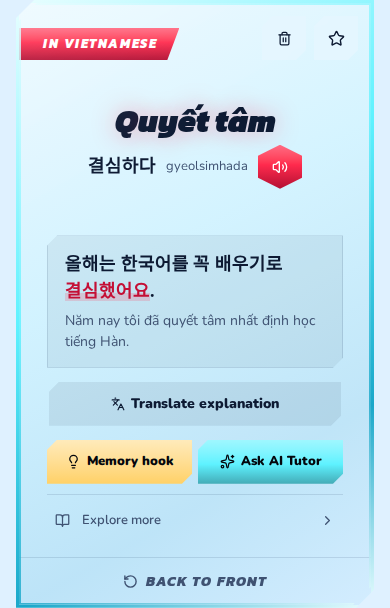 IN VIETNAMESE
Quyết tâm
결심하다 gyeolsimhada
올해는 한국어를 꼭 배우기로
결심했어요.
Năm nay tôi đã quyết tâm nhất định học
tiếng Hàn.
Translate explanation
Memory hook
Ask AI Tutor
Explore more
BACK TO FRONT